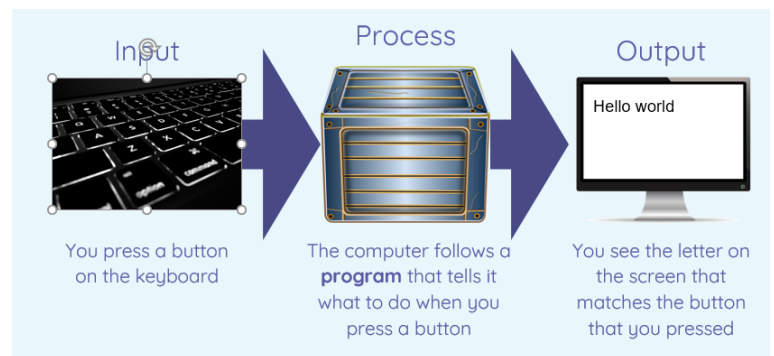 Input
Process
Output
A
S
Z
X
C
V
option
⌘
command
Hello world
You press a button
on the keyboard
The computer follows a
program that tells it
what to do when you
press a button
You see the letter on
the screen that
matches the button
that you pressed